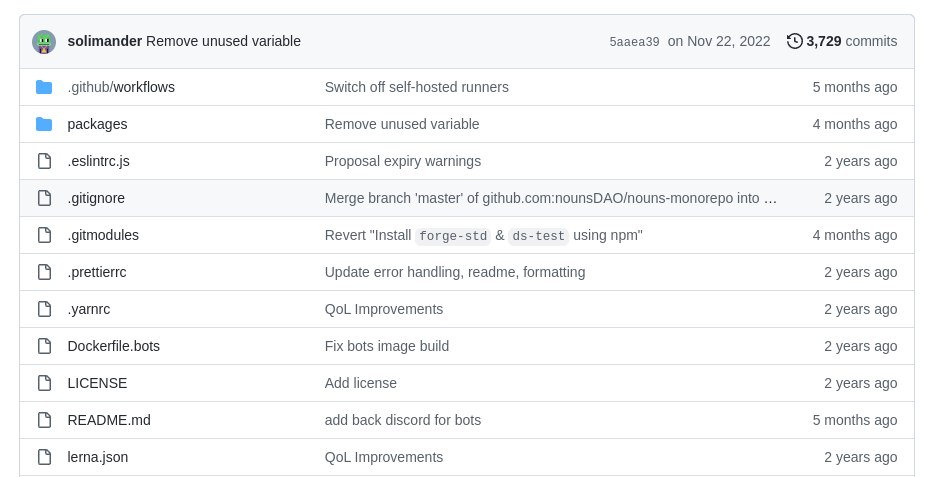 solimander Remove unused variable 5aaea39 on Nov 22, 2022 3,729 commits
.github/workflows Switch off self-hosted runners 5 months ago
packages Remove unused variable 4 months ago
.eslintrc.js Proposal expiry warnings 2 years ago
.gitignore Merge branch 'master' of github.com:nounsDAO/nouns-monorepo into … 2 years ago
.gitmodules Revert "Install forge-std & ds-test using npm" 4 months ago
.prettierrc Update error handling, readme, formatting 2 years ago
.yarnrc QoL Improvements 2 years ago
Dockerfile.bots Fix bots image build 2 years ago
LICENSE Add license 2 years ago
README.md add back discord for bots 5 months ago
lerna.json QoL Improvements 2 years ago